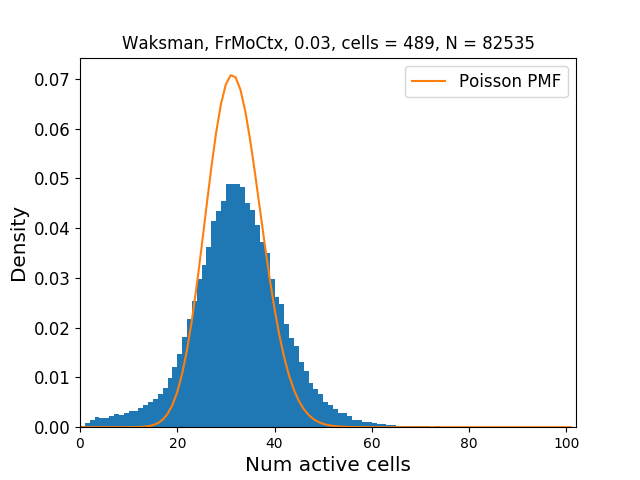 Waksman, FrMoCtx, 0.03, cells = 489, N = 82535
Poisson PMF
0.07
0.06
0.05
0.04
0.03
0.02
0.01
0.00
Density
0 20 40 60 80 100
Num active cells